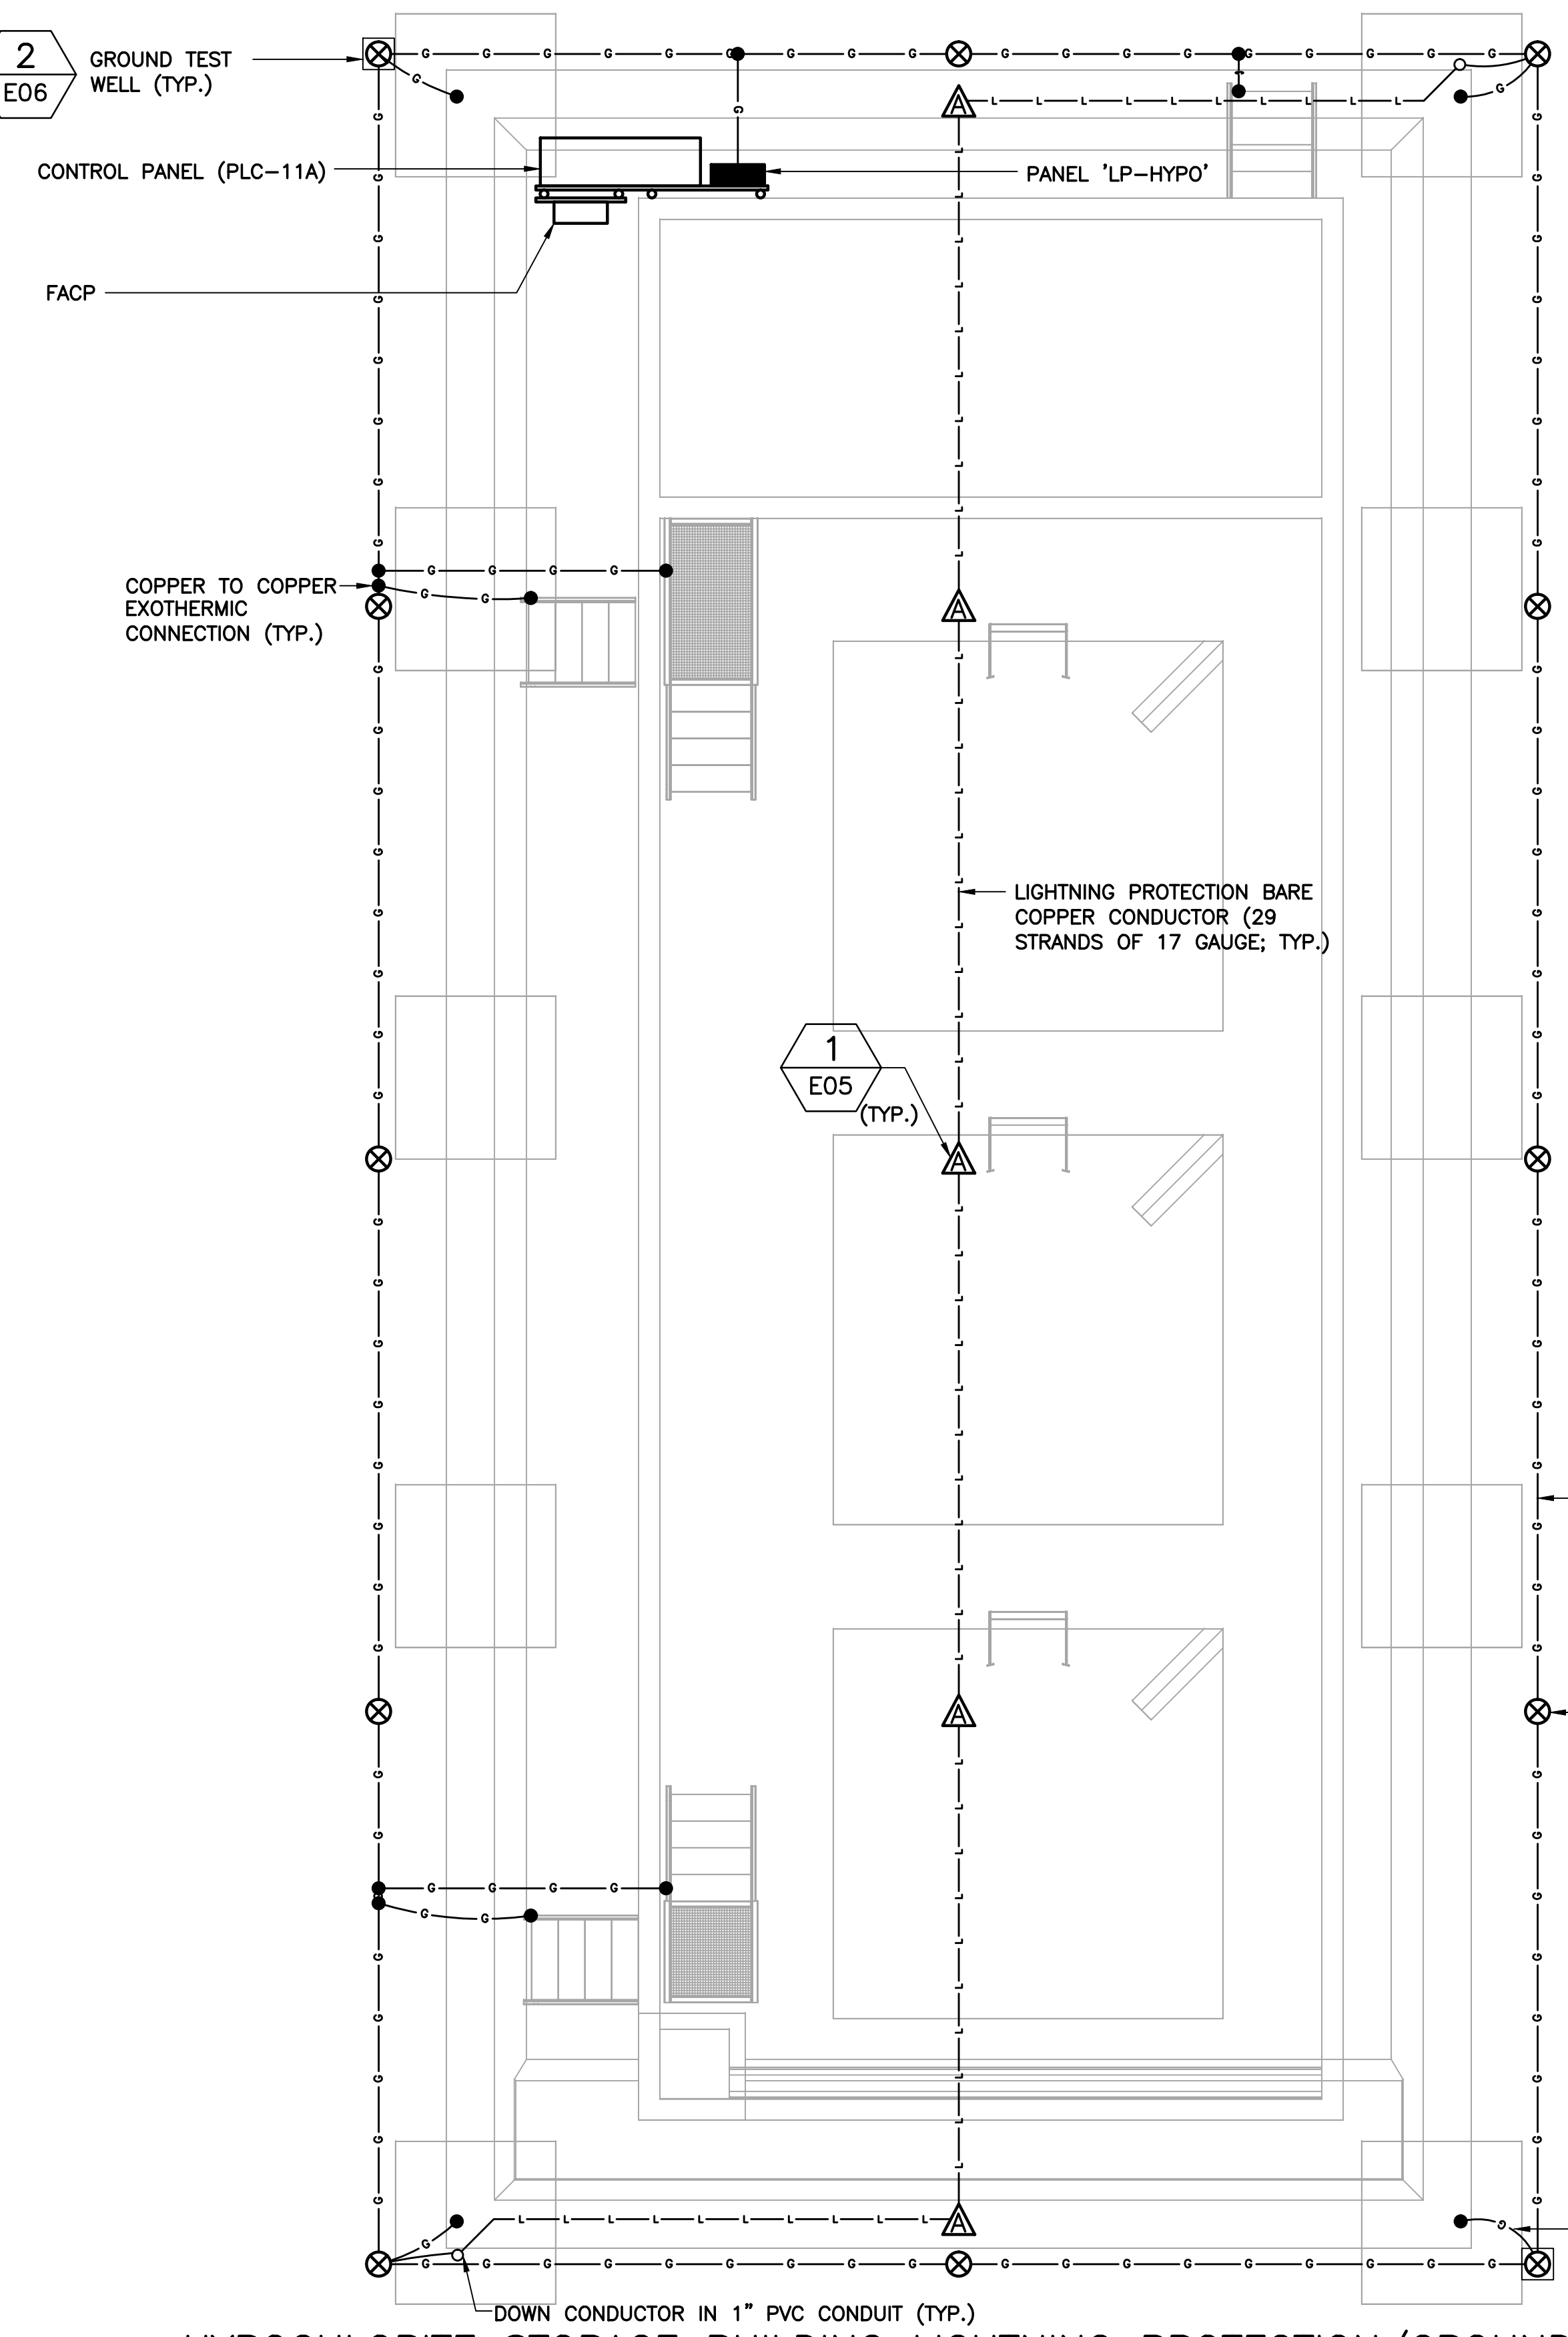 2
E06
GROUND TEST
WELL (TYP.)
CONTROL PANEL (PLC-11A)
PANEL 'LP-HYPO'
FACP
COPPER TO COPPER
EXOTHERMIC
CONNECTION (TYP.)
LIGHTNING PROTECTION BARE
COPPER CONDUCTOR (29
STRANDS OF 17 GAUGE; TYP.)
1
E05
(TYP.)
DOWN CONDUCTOR IN 1" PVC CONDUIT (TYP.)